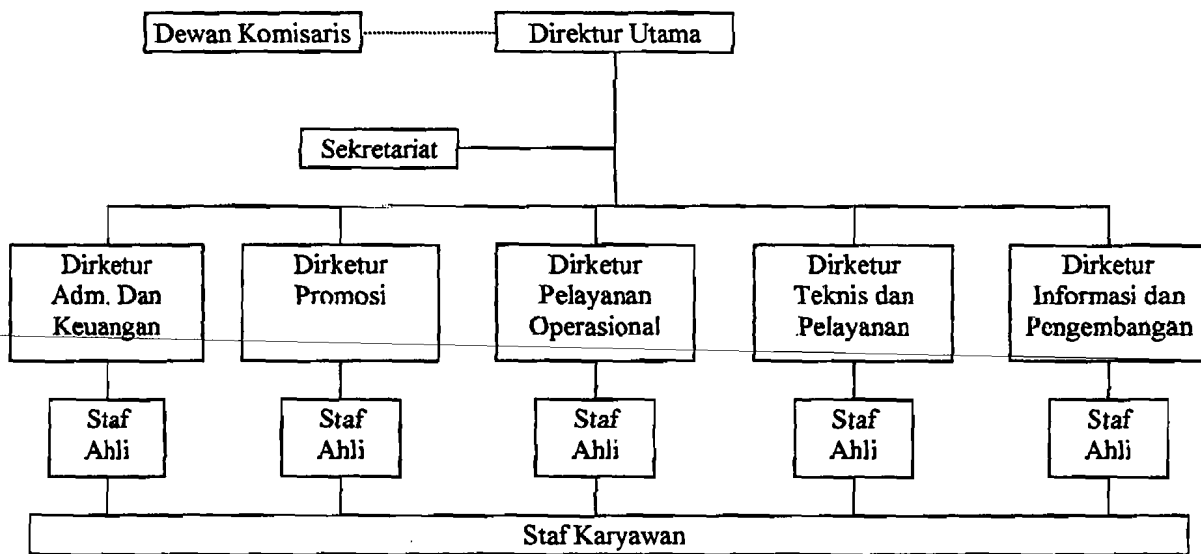 Dewan Komisaris
Direktur Utama
Sekretariat
Dirketur
Adm. Dan
Keuangan
Dirketur
Promosi
Dirketur
Pelayanan
Operasional
Dirketur
Teknis dan
Pelayanan
Dirketur
Informasi dan
Pengembangan
Staf
Ahli
Staf
Ahli
Staf
Ahli
Staf
Ahli
Staf
Ahli
Staf Karyawan